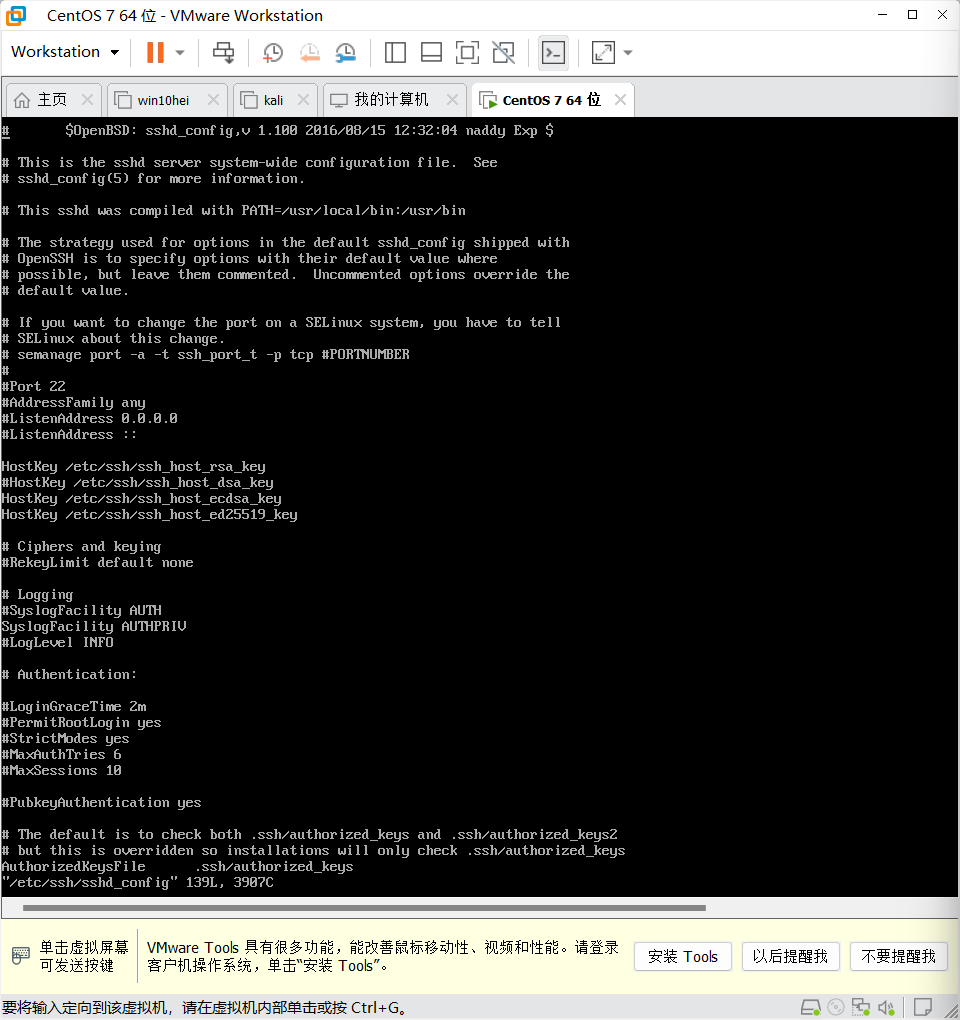 CentOS 7 64 位 - VMware Workstation
Workstation
主页
win10hei
kali
我的计算机
CentOS 7 64 位
#       $OpenBSD: sshd_config,v 1.100 2016/08/15 12:32:04 naddy Exp $
# This is the sshd server system-wide configuration file.  See
# sshd_config(5) for more information.
# This sshd was compiled with PATH=/usr/local/bin:/usr/bin
# The strategy used for options in the default sshd_config shipped with
# OpenSSH is to specify options with their default value where
# possible, but leave them commented.  Uncommented options override the
# default value.
# If you want to change the port on a SELinux system, you have to tell
# SELinux about this change.
# semanage port -a -t ssh_port_t -p tcp #PORTNUMBER
#
#Port 22
#AddressFamily any
#ListenAddress 0.0.0.0
#ListenAddress ::
HostKey /etc/ssh/ssh_host_rsa_key
#HostKey /etc/ssh/ssh_host_dsa_key
HostKey /etc/ssh/ssh_host_ecdsa_key
HostKey /etc/ssh/ssh_host_ed25519_key
# Ciphers and keying
#RekeyLimit default none
# Logging
#SyslogFacility AUTH
SyslogFacility AUTHPRIV
#LogLevel INFO
# Authentication:
#LoginGraceTime 2m
#PermitRootLogin yes
#StrictModes yes
#MaxAuthTries 6
#MaxSessions 10
#PubkeyAuthentication yes
# The default is to check both .ssh/authorized_keys and .ssh/authorized_keys2
# but this is overridden so installations will only check .ssh/authorized_keys
AuthorizedKeysFile      .ssh/authorized_keys
"/etc/ssh/sshd_config" 139L, 3907C
单击虚拟屏幕
可发送按键
VMware Tools 具有很多功能，能改善鼠标移动性、视频和性能。请登录
客户机操作系统，单击“安装 Tools”。
安装 Tools
以后提醒我
不要提醒我
要将输入定向到该虚拟机，请在虚拟机内部单击或按 Ctrl+G。